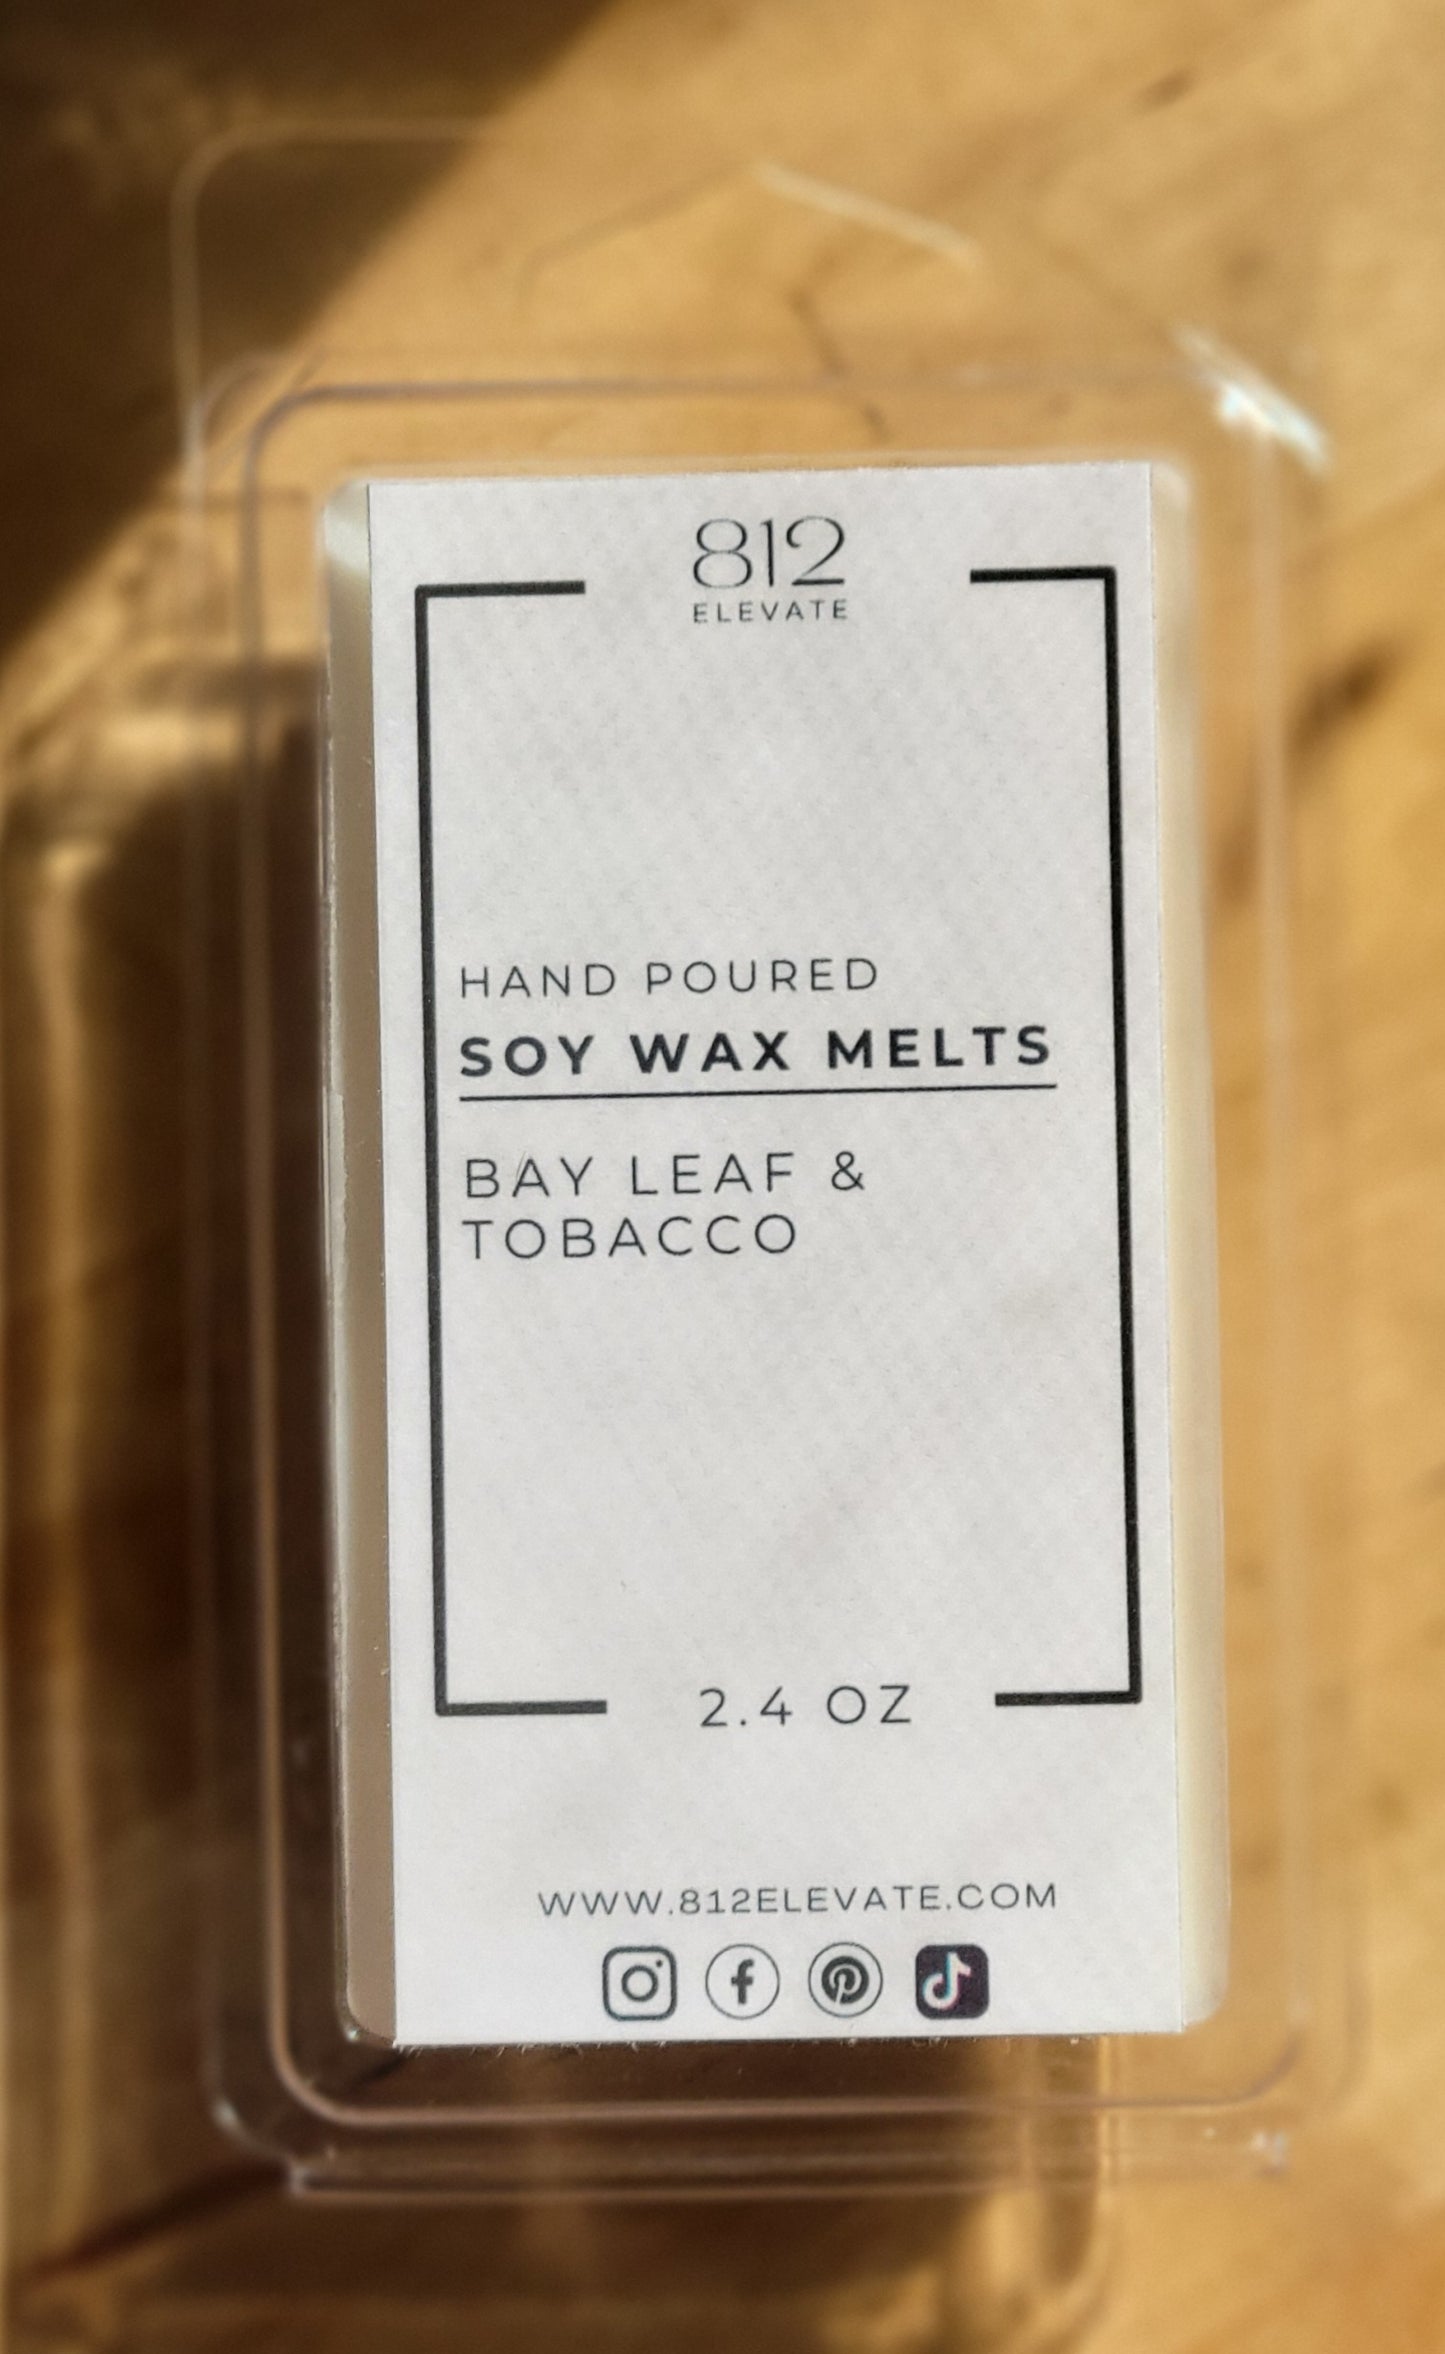 812
ELEVATE
HAND POURED
SOY WAX MELTS
BAY LEAF &
TOBACCO
2.4 OZ
WWW.812ELEVATE.COM